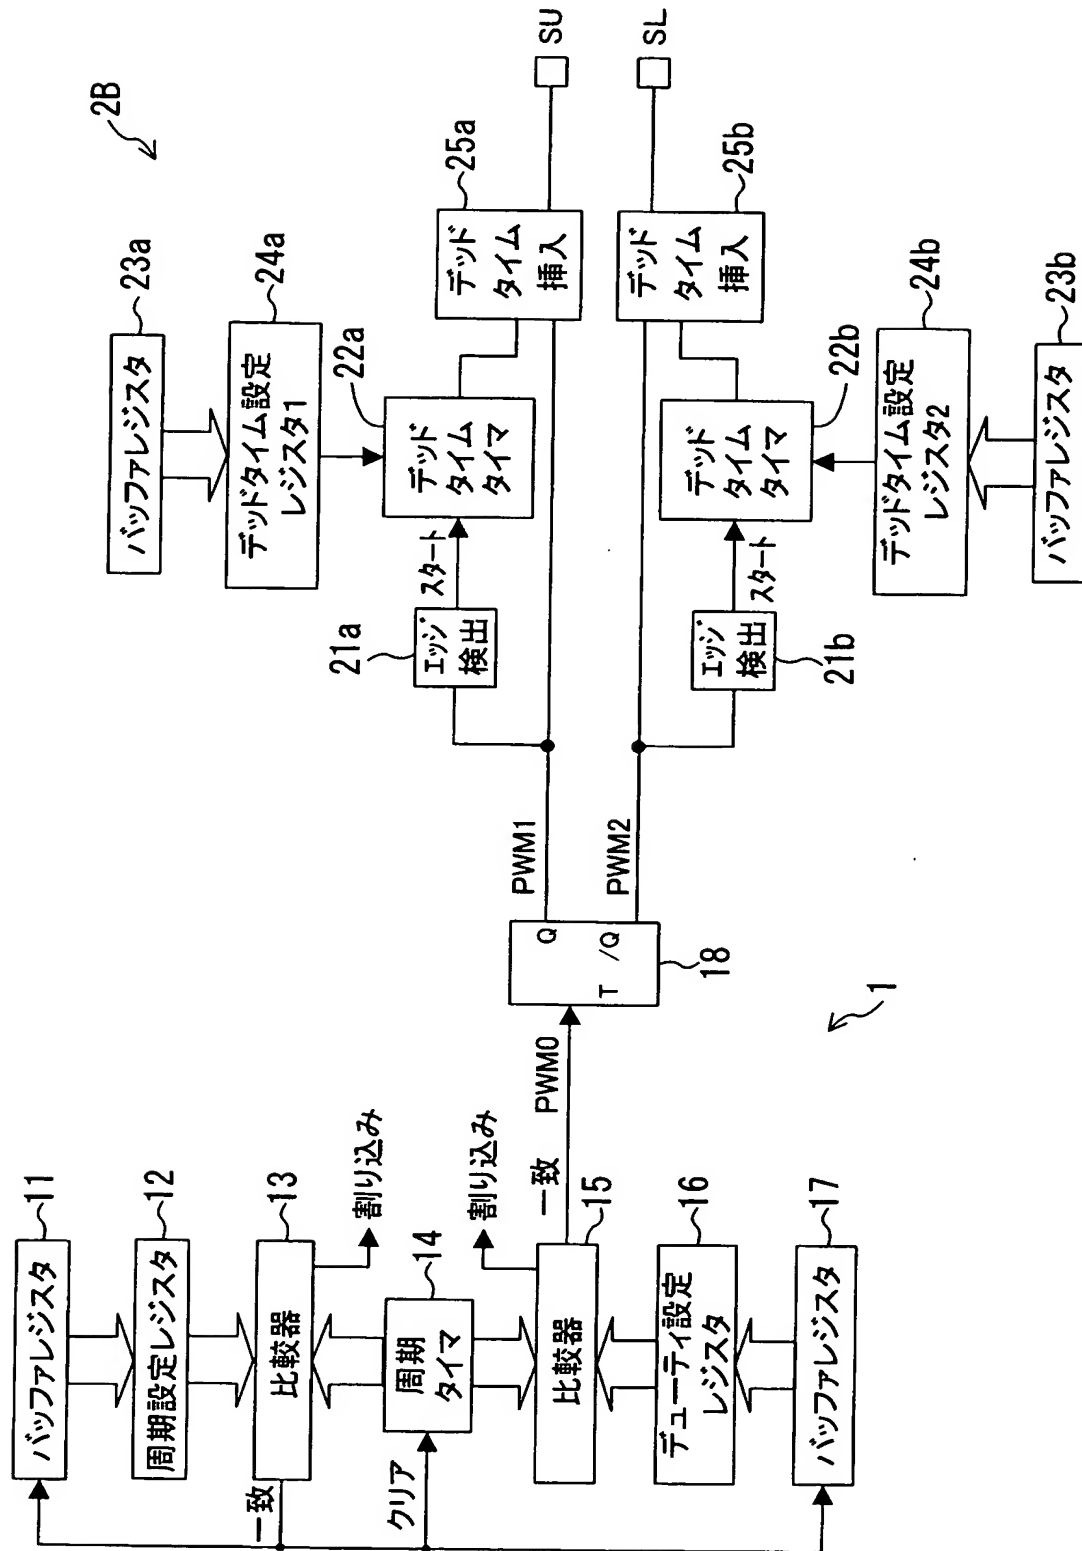 バッファレジスタ
11
周期設定レジスタ
12
一致
比較器
13
割り込み
クリア
周期
タイマ
14
割り込み
比較器
15
一致
PWM0
デューティ設定
レジスタ
16
バッファレジスタ
17
1
T
Q
/Q
18
PWM1
PWM2
2B
バッファレジスタ
23a
デッドタイム設定
レジスタ1
24a
エッジ
検出
21a
スタート
デッド
タイム
タイマ
22a
デッド
タイム
挿入
25a
SU
エッジ
検出
21b
スタート
デッド
タイム
タイマ
22b
デッド
タイム
挿入
25b
SL
デッドタイム設定
レジスタ2
24b
バッファレジスタ
23b